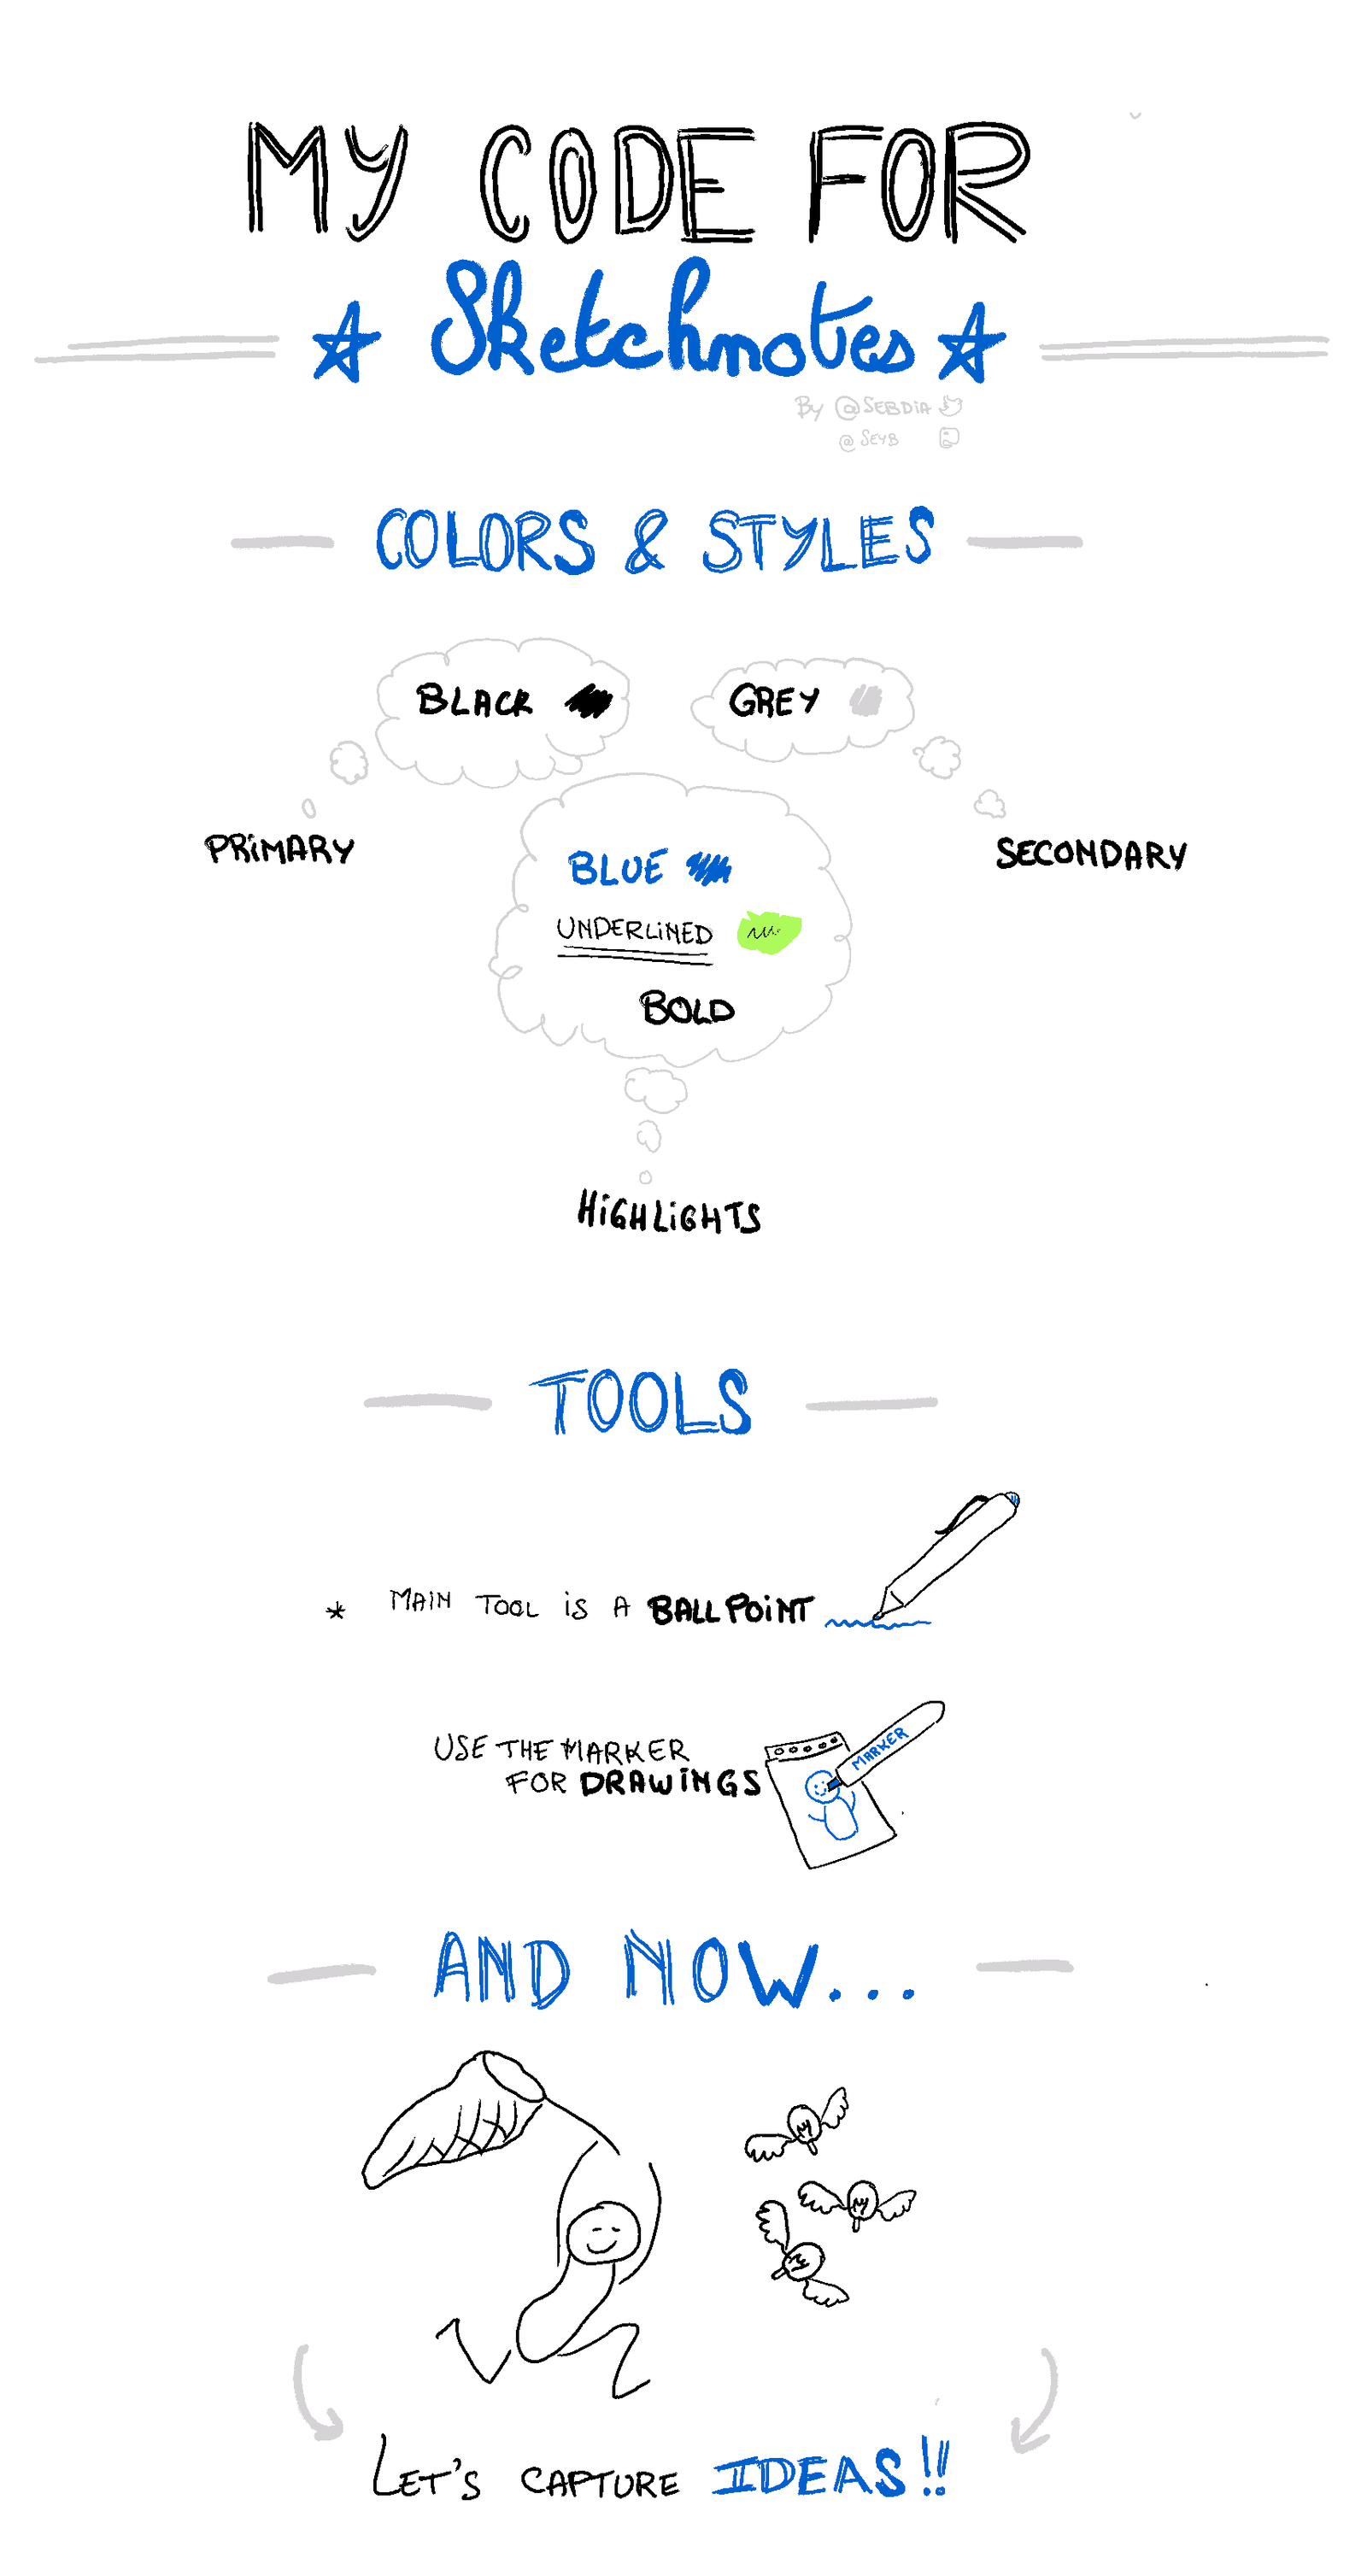 MY CODE FOR
Sketchnotes
By @SEBDiA
@SEYB
COLORS & STYLES
BLACK
GREY
PRiMARY
SECONDARY
BLUE
UNDERLiNED
BOLD
HiGHLiGHTS
TOOLS
* MAiN TOOL iS A BALLPOiNT
USE THE MARKER
FOR DRAWiNGS
MARKER
AND NOW...
LET'S CAPTURE IDEAS!!